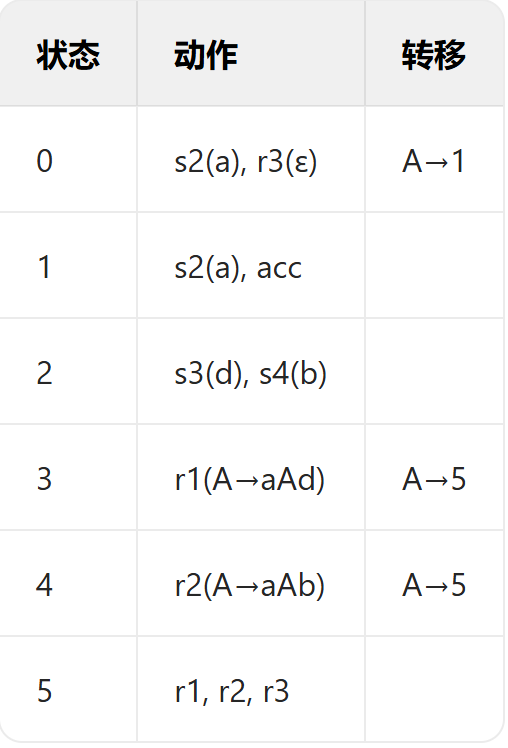 状态 动作 转移
0 s2(a), r3(ε) A→1
1 s2(a), acc
2 s3(d), s4(b)
3 r1(A→aAd) A→5
4 r2(A→aAb) A→5
5 r1, r2, r3